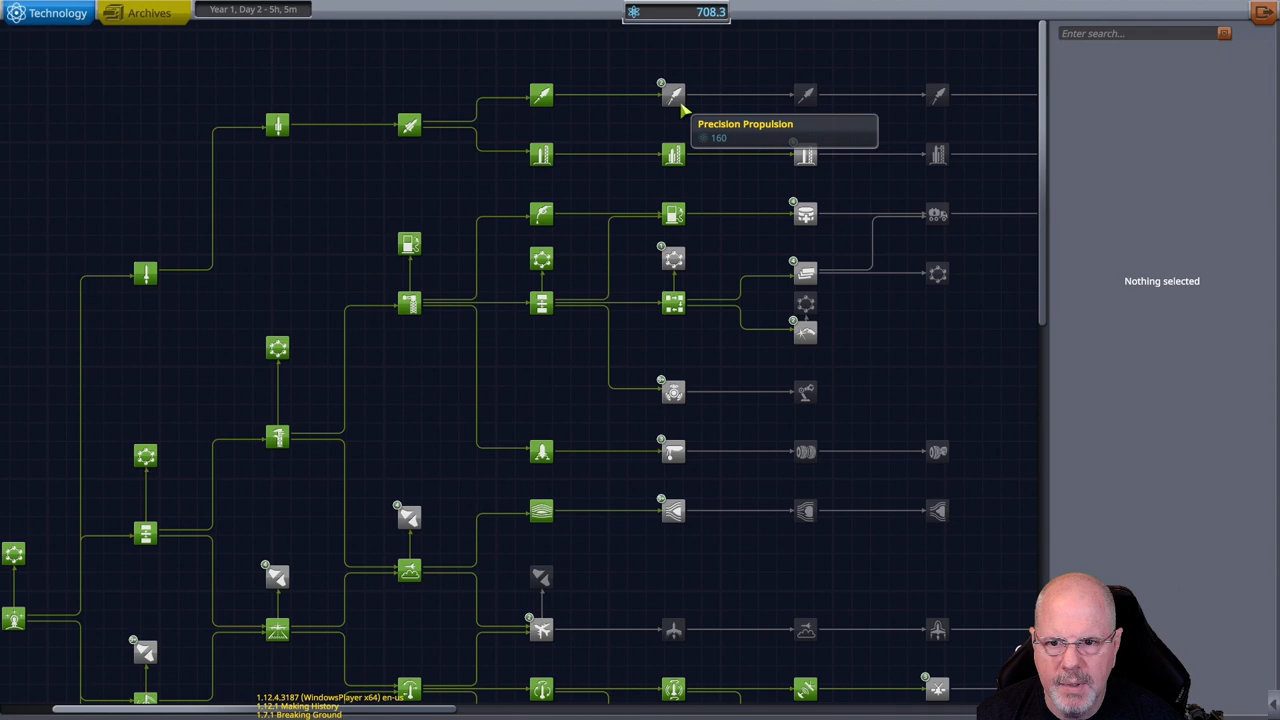 Technology
Archives
Year 1, Day 2 - 5h, 5m
708.3
Enter search...
Precision Propulsion
160
Nothing selected
1.12.4.3187 (WindowsPlayer x64) en-us
1.12.1 Making History
1.7.1 Breaking Ground